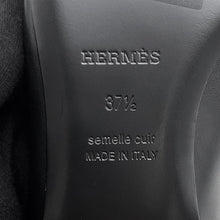 HERMÈS
37½
semelle cuir
MADE IN ITALY